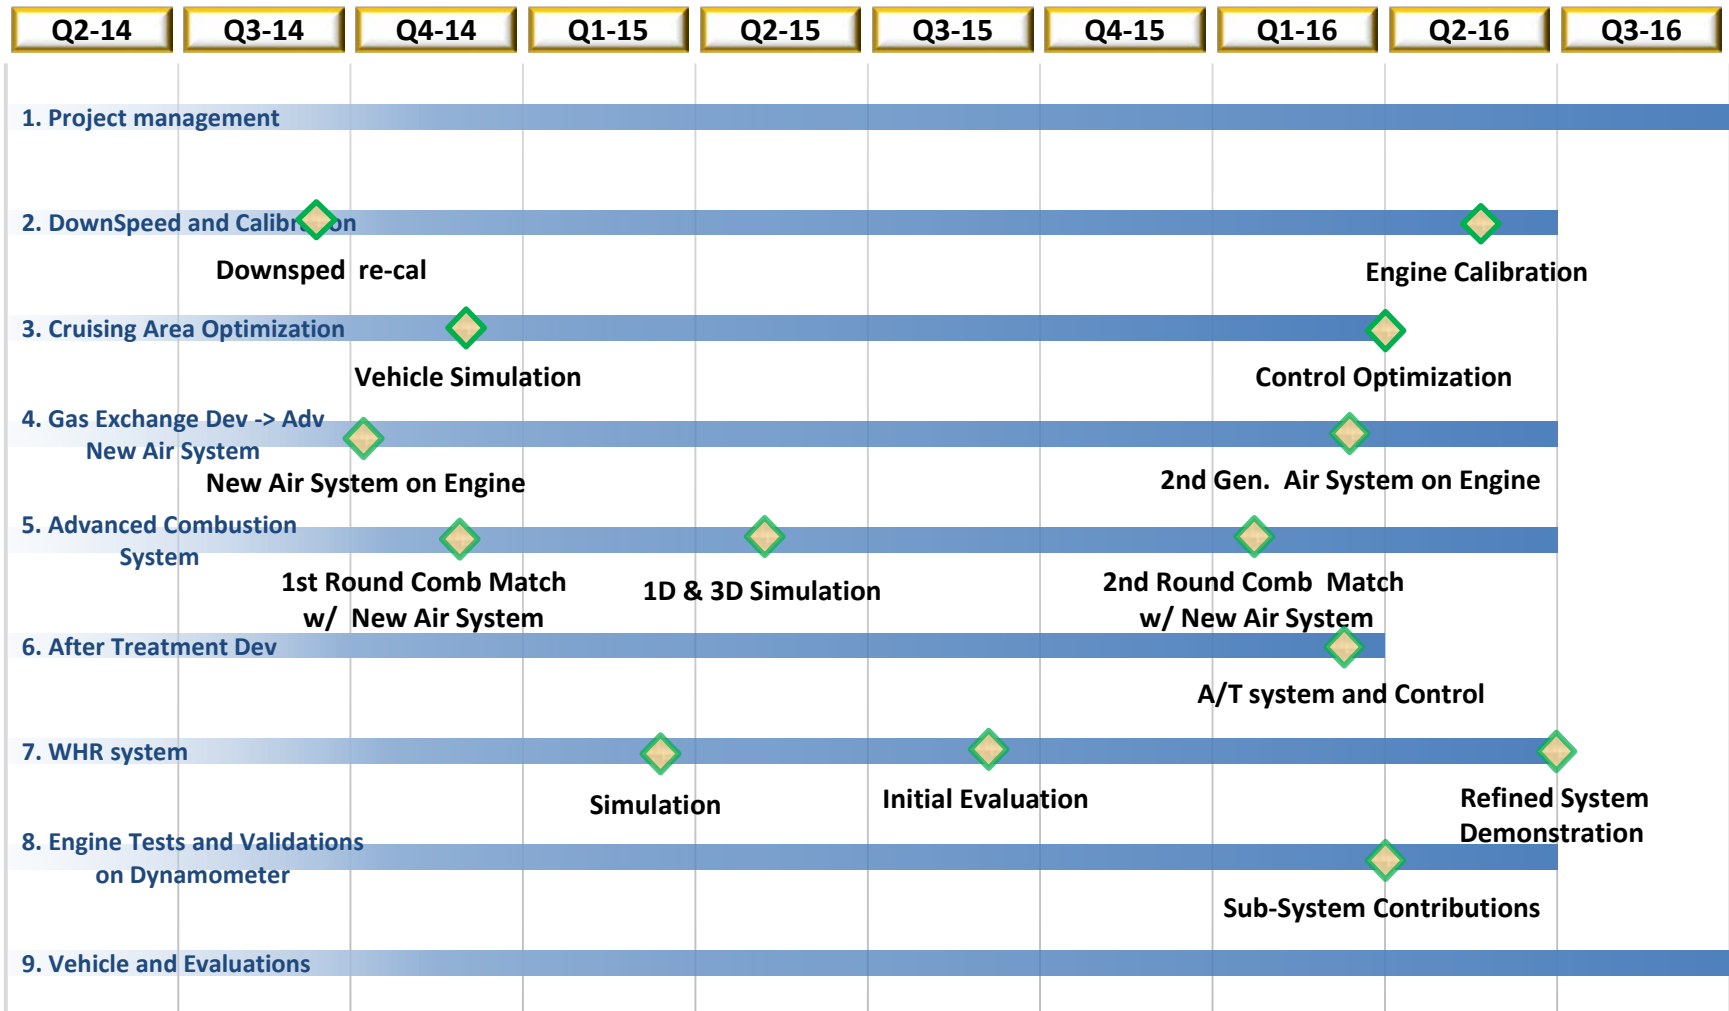 Q2-14 Q3-14 Q4-14 Q1-15 Q2-15 Q3-15 Q4-15 Q1-16 Q2-16 Q3-16
1. Project management
2. DownSpeed and Calibration
Downsped re-cal
Engine Calibration
3. Cruising Area Optimization
Vehicle Simulation
Control Optimization
4. Gas Exchange Dev -> Adv
New Air System
New Air System on Engine
2nd Gen. Air System on Engine
5. Advanced Combustion
System
1st Round Comb Match
w/ New Air System
1D & 3D Simulation
2nd Round Comb Match
w/ New Air System
6. After Treatment Dev
A/T system and Control
7. WHR system
Simulation
Initial Evaluation
Refined System
Demonstration
8. Engine Tests and Validations
on Dynamometer
Sub-System Contributions
9. Vehicle and Evaluations